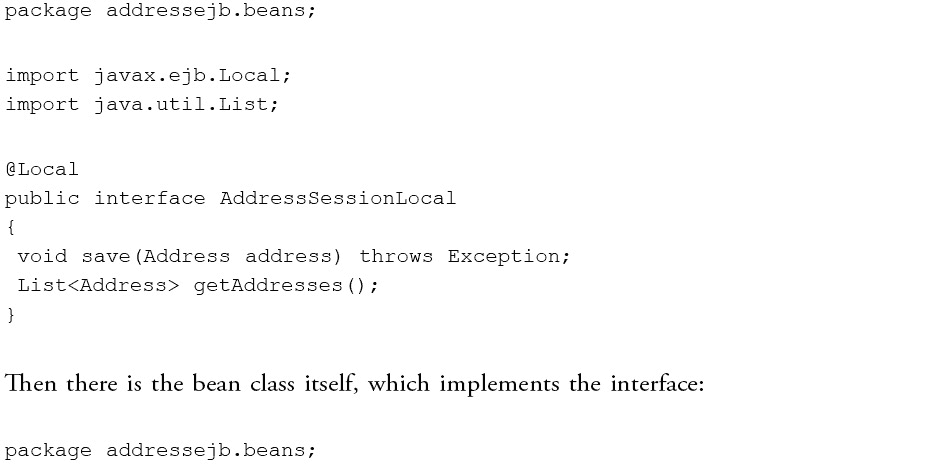 package addressejb.beans;
import javax.ejb.Local;
import java.util.List;
@Local
public interface AddressSessionLocal
{
void save(Address address) throws Exception;
List<Address> getAddresses();
}
Then there is the bean class itself, which implements the interface:
package addressejb.beans;